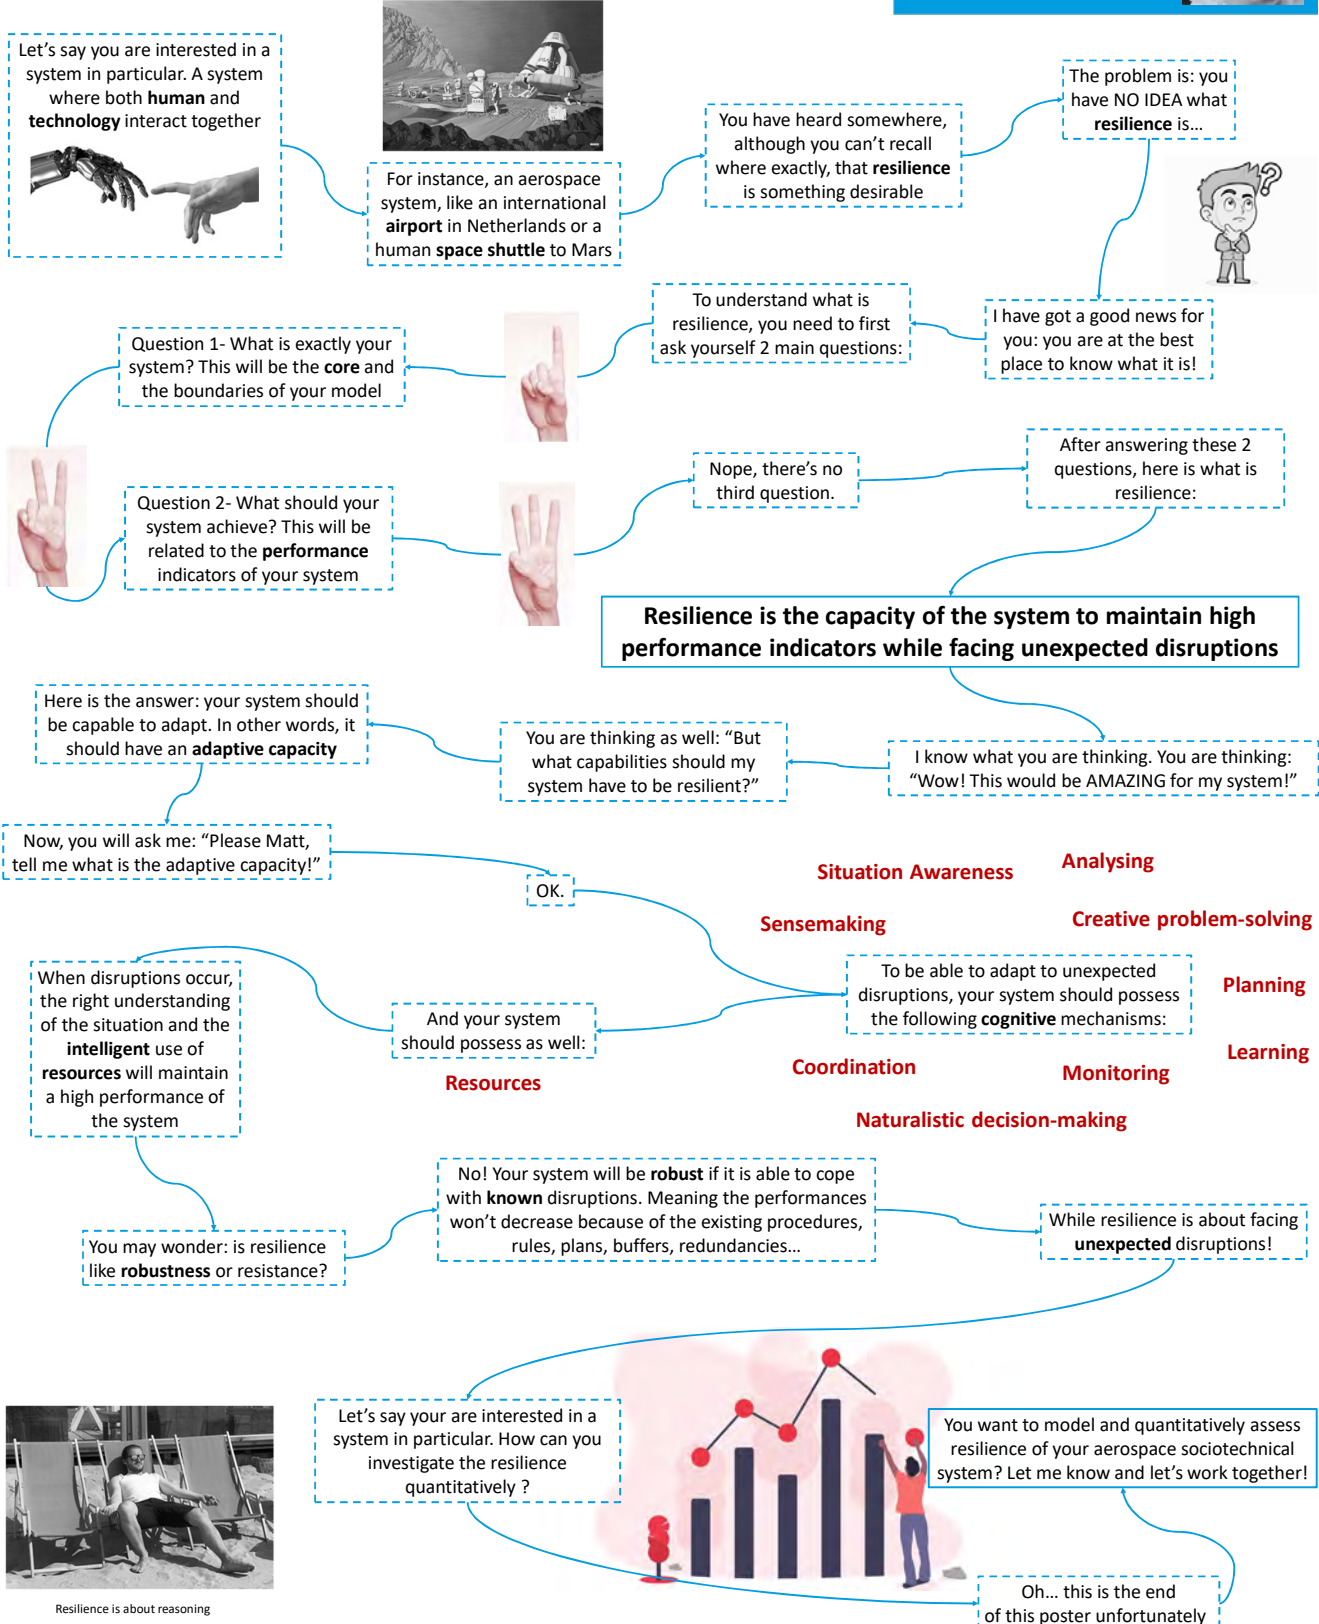 Let's say you are interested in a
system in particular. A system
where both human and
technology interact together
For instance, an aerospace
system, like an international
airport in Netherlands or a
human space shuttle to Mars
You have heard somewhere,
although you can't recall
where exactly, that resilience
is something desirable
The problem is: you
have NO IDEA what
resilience is...
I have got a good news for
you: you are at the best
place to know what it is!
To understand what is
resilience, you need to first
ask yourself 2 main questions:
Question 1- What is exactly your
system? This will be the core and
the boundaries of your model
Question 2- What should your
system achieve? This will be
related to the performance
indicators of your system
Nope, there's no
third question.
After answering these 2
questions, here is what is
resilience:
Resilience is the capacity of the system to maintain high
performance indicators while facing unexpected disruptions
I know what you are thinking. You are thinking:
“Wow! This would be AMAZING for my system!”
You are thinking as well: “But
what capabilities should my
system have to be resilient?”
Here is the answer: your system should
be capable to adapt. In other words, it
should have an adaptive capacity
Now, you will ask me: “Please Matt,
tell me what is the adaptive capacity!”
OK.
To be able to adapt to unexpected
disruptions, your system should possess
the following cognitive mechanisms:
Situation Awareness
Analysing
Sensemaking
Creative problem-solving
Planning
Learning
Coordination
Monitoring
Naturalistic decision-making
And your system
should possess as well:
Resources
When disruptions occur,
the right understanding
of the situation and the
intelligent use of
resources will maintain
a high performance of
the system
You may wonder: is resilience
like robustness or resistance?
No! Your system will be robust if it is able to cope
with known disruptions. Meaning the performances
won't decrease because of the existing procedures,
rules, plans, buffers, redundancies...
While resilience is about facing
unexpected disruptions!
Let's say your are interested in a
system in particular. How can you
investigate the resilience
quantitatively ?
Oh... this is the end
of this poster unfortunately
You want to model and quantitatively assess
resilience of your aerospace sociotechnical
system? Let me know and let's work together!
Resilience is about reasoning